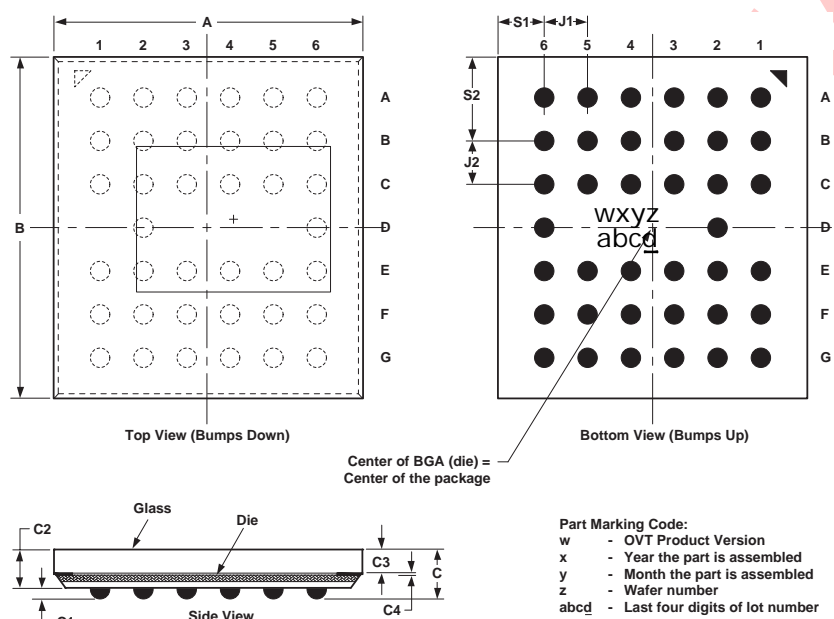 A
1 2 3 4 5 6
A
B
C
D
E
F
G
B
Top View (Bumps Down)
S1 J1
6 5 4 3 2 1
S2
J2
A
B
C
D
E
F
G
wxyz
abcd
Bottom View (Bumps Up)
Center of BGA (die) =
Center of the package
Glass
Die
C2
C3
C
C4
Side View
Part Marking Code:
w - OVT Product Version
x - Year the part is assembled
y - Month the part is assembled
z - Wafer number
abcd - Last four digits of lot number